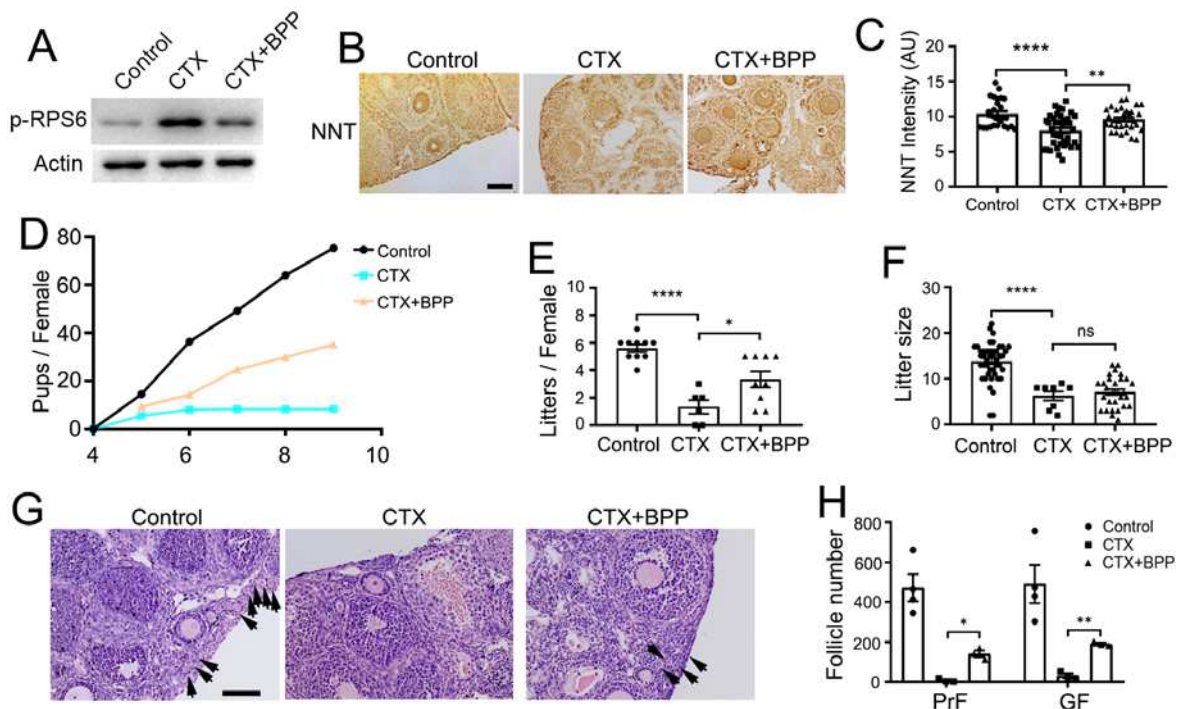 A
Control
CTX
CTX+BPP
p-RPS6
Actin
B
Control
CTX
CTX+BPP
NNT
C
NNT Intensity (AU)
20
15
10
5
0
****
**
Control
CTX
CTX+BPP
D
Pups / Female
80
60
40
20
0
4
6
8
10
Control
CTX
CTX+BPP
E
Litters / Female
10
8
6
4
2
0
****
*
Control
CTX
CTX+BPP
F
Litter size
30
20
10
0
****
ns
Control
CTX
CTX+BPP
G
Control
CTX
CTX+BPP
H
Follicle number
800
600
400
200
0
Control
CTX
CTX+BPP
*
**
PrF
GF